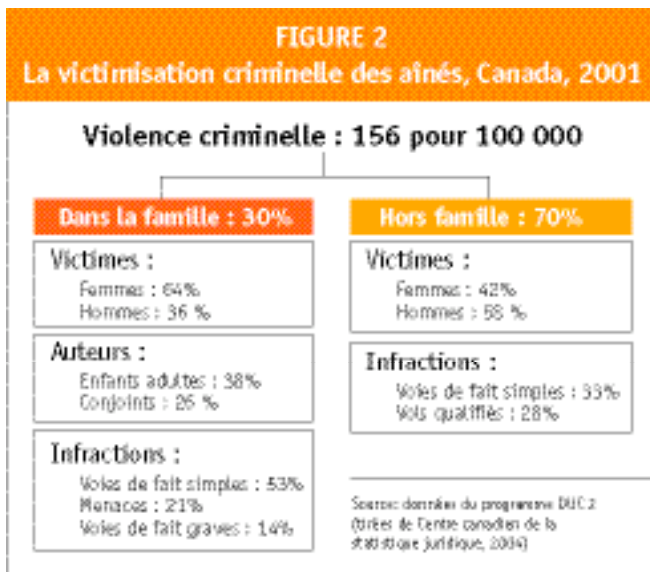 FIGURE 2
La victimisation criminelle des aînés, Canada, 2001
Violence criminelle : 156 pour 100 000
Dans la famille : 30%
Victimes :
Femmes : 64%
Hommes : 36 %
Auteurs :
Enfants adultes : 38%
Conjoints : 26 %
Infractions :
Voies de fait simples : 53%
Menaces : 21%
Voies de fait graves : 14%
Hors famille : 70%
Victimes :
Femmes : 42%
Hommes : 58 %
Infractions :
Voies de fait simples : 33%
Vols qualifiés : 28%
Source: données du programme DUC 2
(tirées de Centre canadien de la
statistique juridique, 2004)